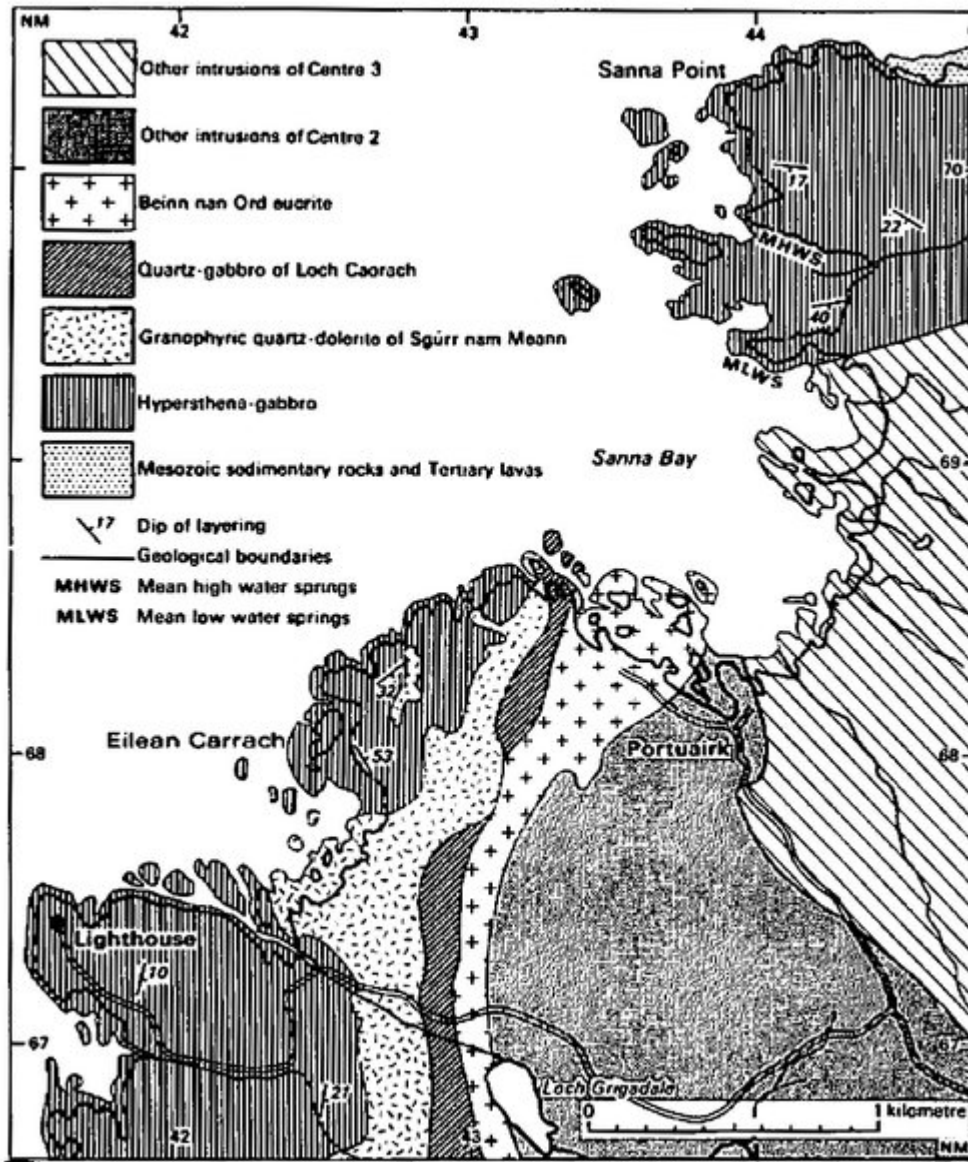 NM
42
43
44
Other intrusions of Centre 3
Sanna Point
Other intrusions of Centre 2
Beinn nan Ord eucrite
70
17
22
MHWS
Quartz-gabbro of Loch Caorach
40
Granophyric quartz-dolerite of Sgùrr nam Meann
MLWS
Hypersthene-gabbro
Sanna Bay
69
Mesozoic sedimentary rocks and Tertiary lavas
17 Dip of layering
Geological boundaries
MHWS Mean high water springs
MLWS Mean low water springs
32
Eilean Carrach
53
Portuairk
68
68
Lighthouse
10
67
67
Loch Grigadale
27
0
1 kilometre
42
43
NM